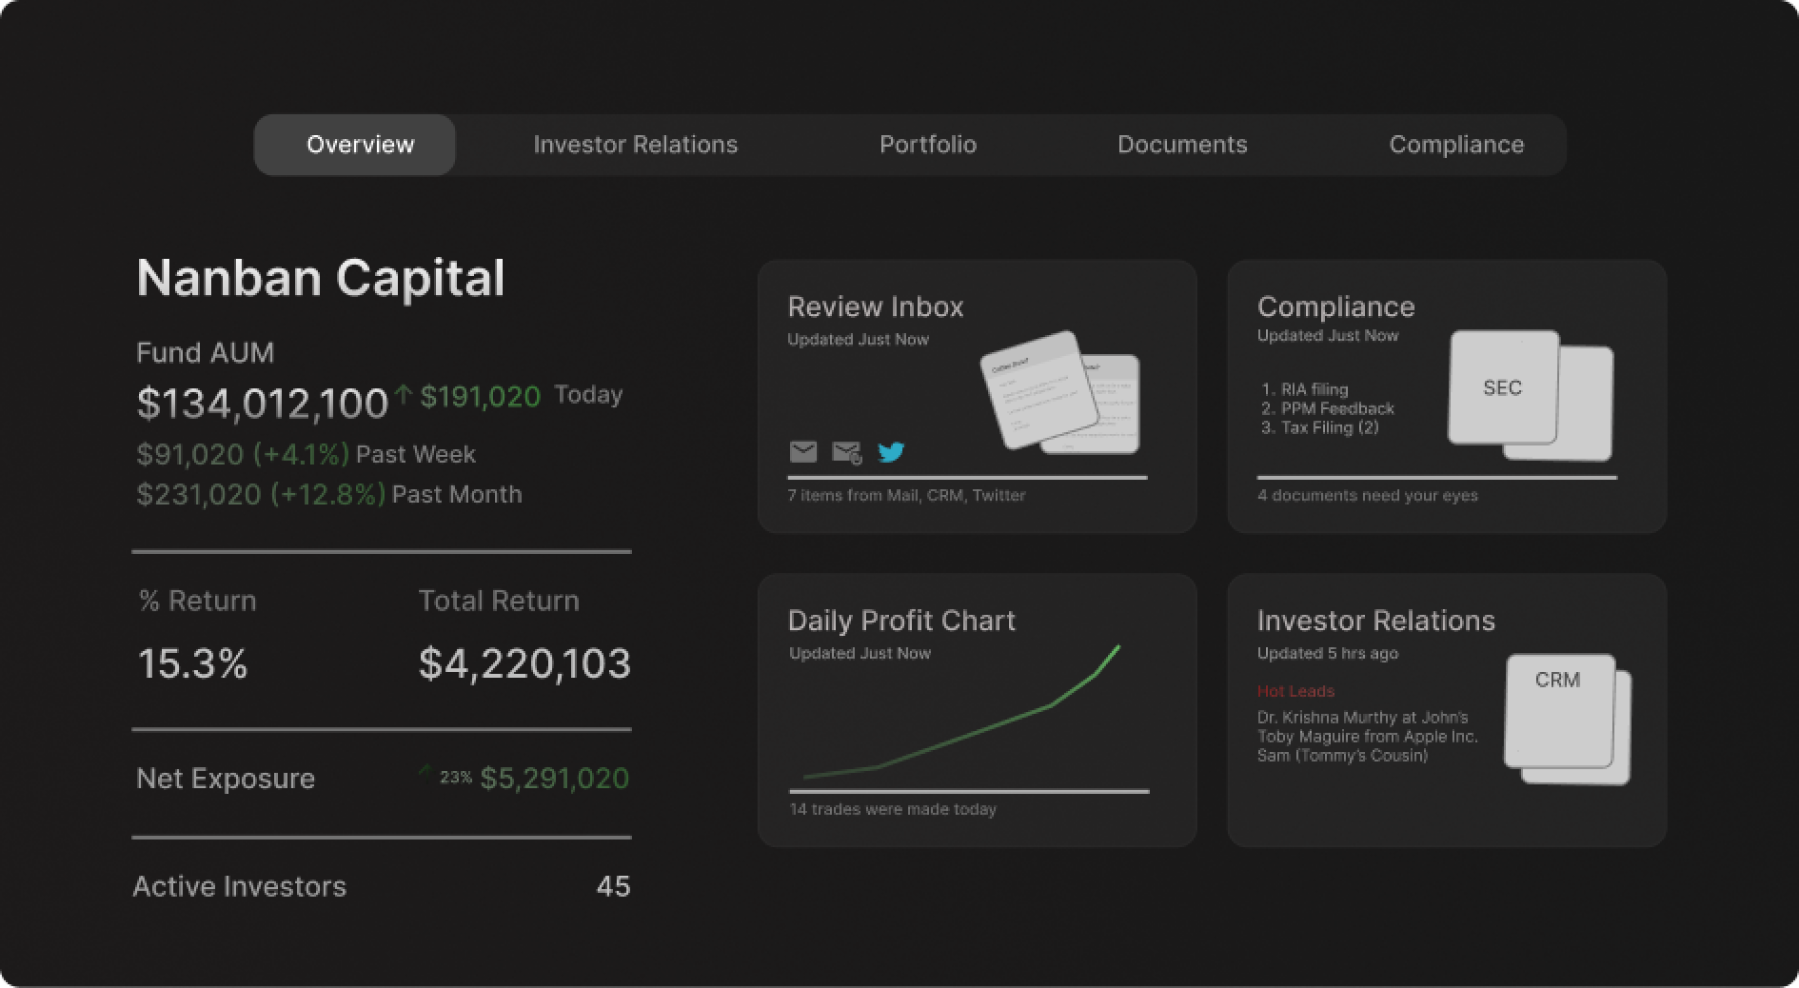 Overview Investor Relations Portfolio Documents Compliance
Nanban Capital
Fund AUM
$134,012,100 ↑ $191,020 Today
$91,020 (+4.1%) Past Week
$231,020 (+12.8%) Past Month
% Return Total Return
15.3% $4,220,103
Net Exposure ↑ 23% $5,291,020
Active Investors 45
Review Inbox
Updated Just Now
7 items from Mail, CRM, Twitter
Compliance
Updated Just Now
1. RIA filing
2. PPM Feedback
3. Tax Filing (2)
SEC
4 documents need your eyes
Daily Profit Chart
Updated Just Now
14 trades were made today
Investor Relations
Updated 5 hrs ago
Hot Leads
Dr. Krishna Murthy at John's
Toby Maguire from Apple Inc.
Sam (Tommy's Cousin)
CRM